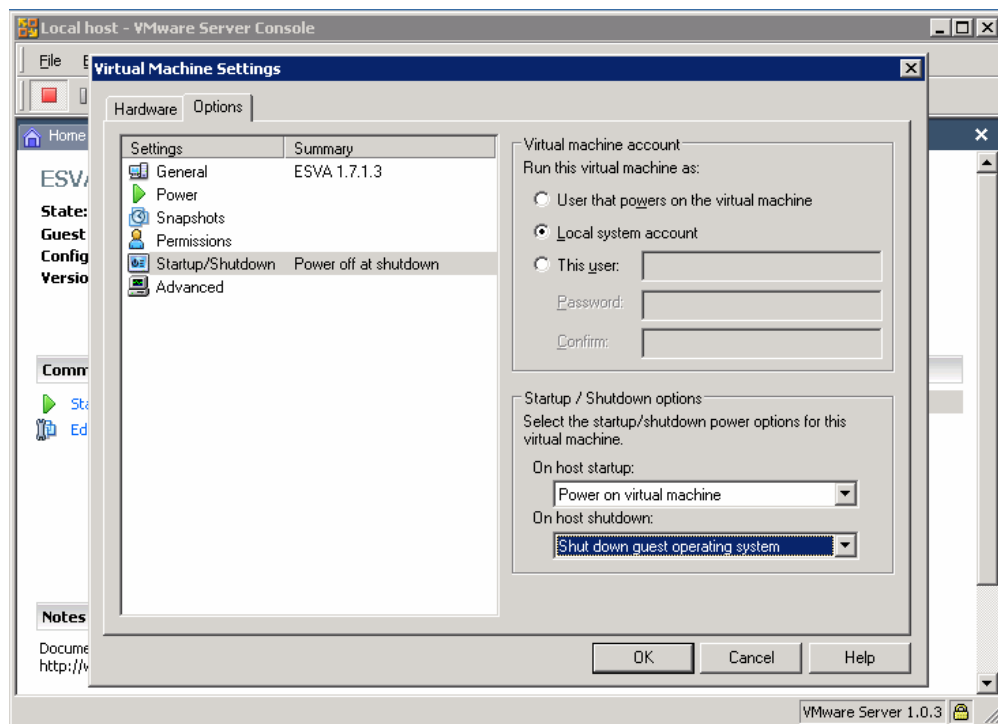 Local host - VMware Server Console
File
Virtual Machine Settings
Hardware Options
Home
Settings Summary
General ESVA 1.7.1.3
Power
Snapshots
Permissions
Startup/Shutdown Power off at shutdown
Advanced
Virtual machine account
Run this virtual machine as:
User that powers on the virtual machine
Local system account
This user:
Password:
Confirm:
Startup / Shutdown options
Select the startup/shutdown power options for this
virtual machine.
On host startup:
Power on virtual machine
On host shutdown:
Shut down guest operating system
OK Cancel Help
State:
Guest
Config
Versio
Comm
Sta
Ed
Notes
Docume
http://
VMware Server 1.0.3